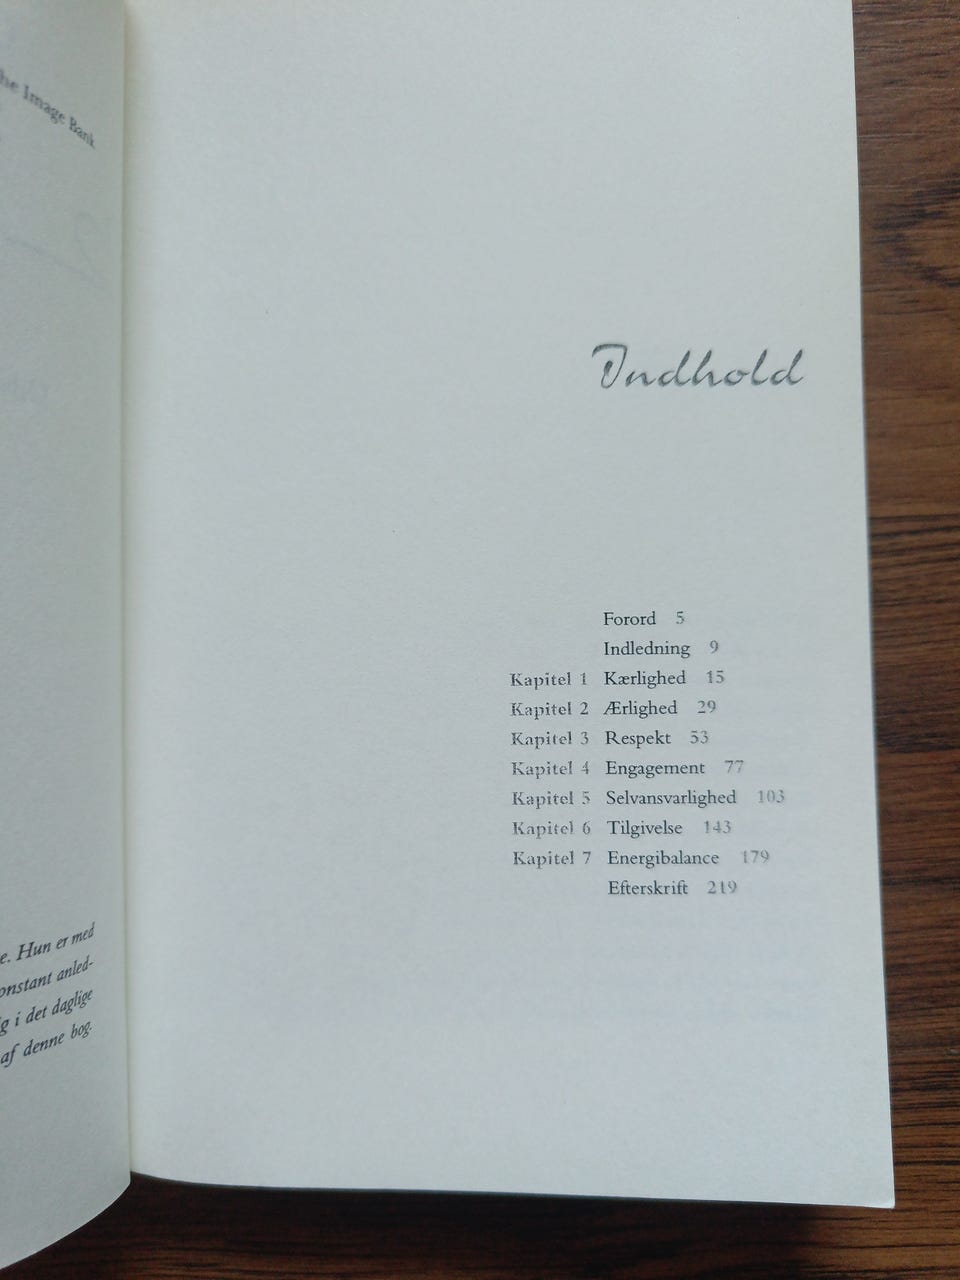 the Image Bank
Indhold
Forord 5
Indledning 9
Kapitel 1 Kærlighed 15
Kapitel 2 Ærlighed 29
Kapitel 3 Respekt 53
Kapitel 4 Engagement 77
Kapitel 5 Selvansvarlighed 103
Kapitel 6 Tilgivelse 143
Kapitel 7 Energibalance 179
Efterskrift 219
e. Hun er med
onstant anled-
ig i det daglige
af denne bog.